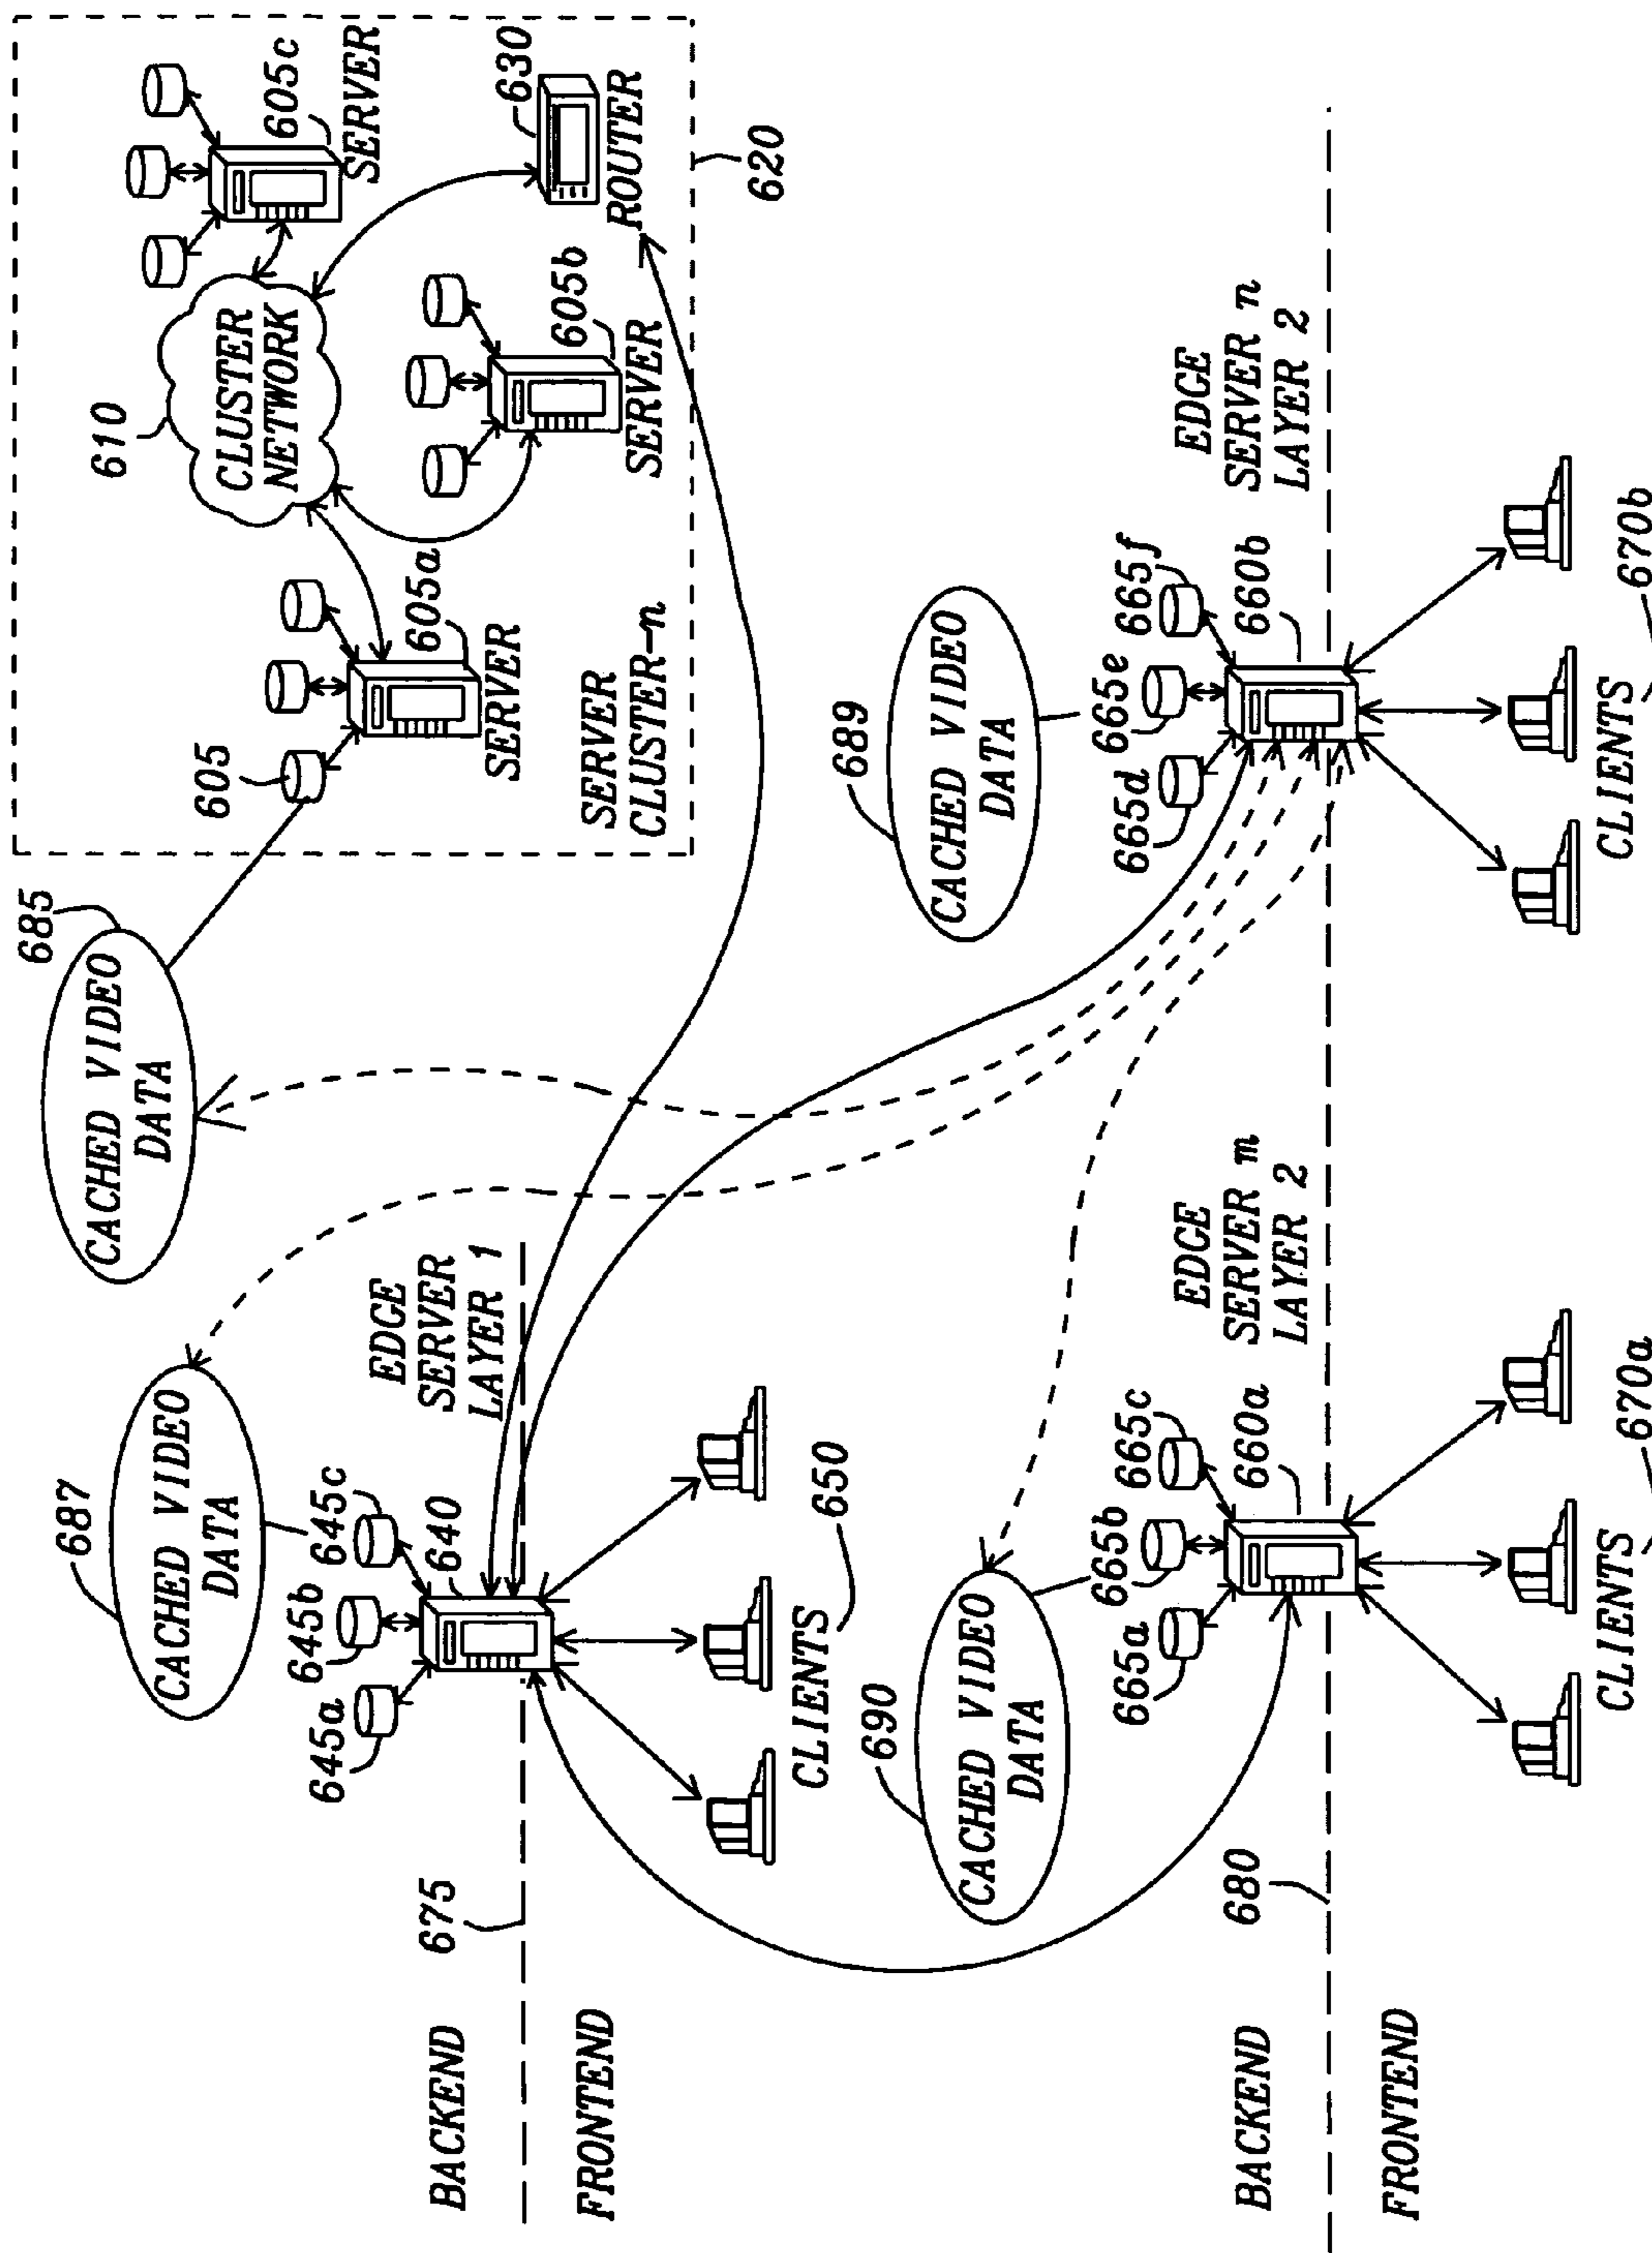 685
CACHED VIDEO
DATA
687
CACHED VIDEO
DATA
645a
645b
645c
640
EDGE
SERVER
LAYER 1
675
BACKEND
FRONTEND
CLIENTS
650
605
605a
SERVER
610
CLUSTER
NETWORK
605c
SERVER
605b
SERVER
630
ROUTER
SERVER
CLUSTER-n
620
690
CACHED VIDEO
DATA
665a
665b
665c
660a
EDGE
SERVER m
LAYER 2
689
CACHED VIDEO
DATA
665d
665e
665f
660b
EDGE
SERVER n
LAYER 2
680
BACKEND
FRONTEND
CLIENTS
670a
CLIENTS
670b